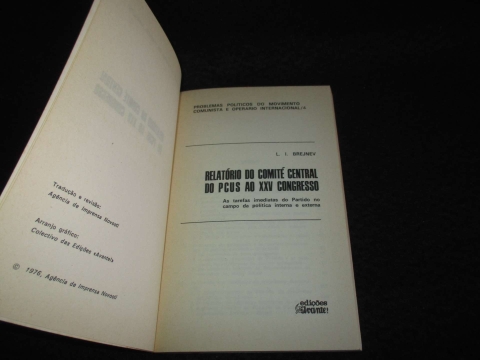 Tradução e revisão:
Agência de Imprensa Novosti
Arranjo gráfico:
Colectivo das Edições «Avante!»
© 1976, Agência de Imprensa Novosti
PROBLEMAS POLÍTICOS DO MOVIMENTO
COMUNISTA E OPERÁRIO INTERNACIONAL/
L. I. BREJNEV
RELATÓRIO DO COMITÉ CENTRAL
DO PCUS AO XXV CONGRESSO
As tarefas imediatas do Partido no
campo da política interna e externa
edições
Avante!